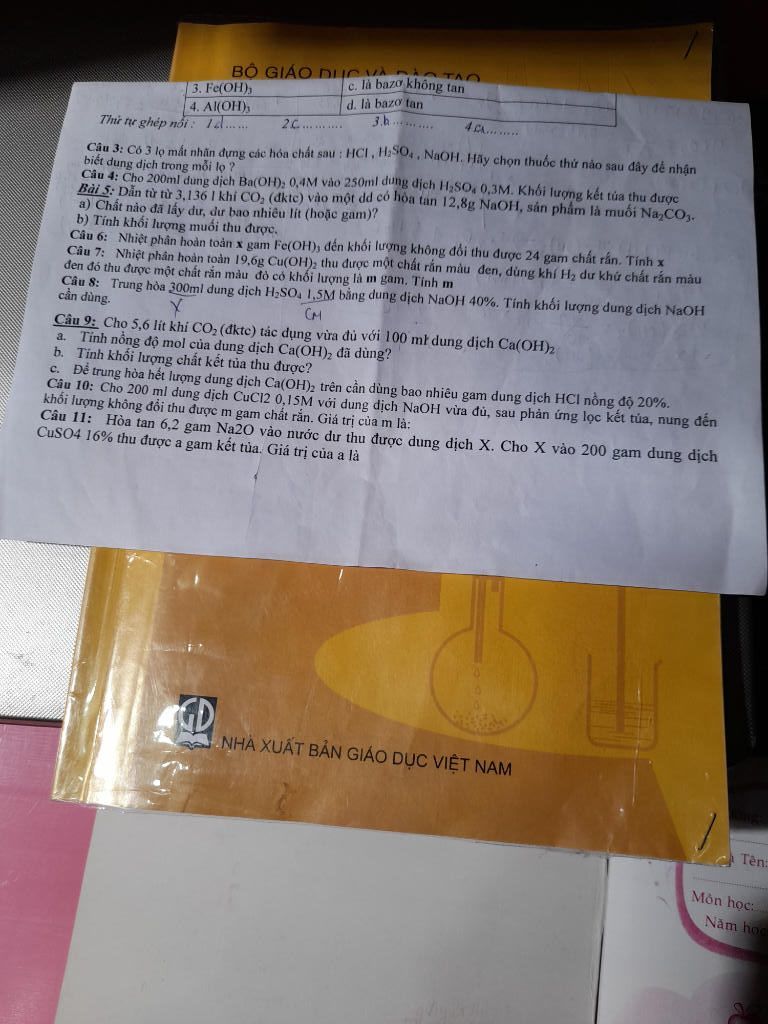 BỘ GIÁO DỤC VÀ ĐÀO TẠO
3. Fe(OH)₃ c. là bazơ không tan
4. Al(OH)₃ d. là bazơ tan
Thứ tự ghép nối : 1d...... 2c.......... 3.b.......... 4.a........
Câu 3: Có 3 lọ mất nhãn đựng các hóa chất sau : HCl , H₂SO₄ , NaOH. Hãy chọn thuốc thử nào sau đây để nhận
biết dung dịch trong mỗi lọ ?
Câu 4: Cho 200ml dung dịch Ba(OH)₂ 0,4M vào 250ml dung dịch H₂SO₄ 0,3M. Khối lượng kết tủa thu được
Bài 5: Dẫn từ từ 3,136 l khí CO₂ (đktc) vào một dd có hòa tan 12,8g NaOH, sản phẩm là muối Na₂CO₃.
a) Chất nào đã lấy dư, dư bao nhiêu lít (hoặc gam)?
b) Tính khối lượng muối thu được.
Câu 6: Nhiệt phân hoàn toàn x gam Fe(OH)₃ đến khối lượng không đổi thu được 24 gam chất rắn. Tính x
Câu 7: Nhiệt phân hoàn toàn 19,6g Cu(OH)₂ thu được một chất rắn màu đen, dùng khí H₂ dư khử chất rắn màu
đen đó thu được một chất rắn màu đỏ có khối lượng là m gam. Tính m
Câu 8: Trung hòa 300ml dung dịch H₂SO₄ 1,5M bằng dung dịch NaOH 40%. Tính khối lượng dung dịch NaOH
cần dùng.
V CM
Câu 9: Cho 5,6 lít khí CO₂ (đktc) tác dụng vừa đủ với 100 ml dung dịch Ca(OH)₂
a. Tính nồng độ mol của dung dịch Ca(OH)₂ đã dùng?
b. Tính khối lượng chất kết tủa thu được?
c. Để trung hòa hết lượng dung dịch Ca(OH)₂ trên cần dùng bao nhiêu gam dung dịch HCl nồng độ 20%.
Câu 10: Cho 200 ml dung dịch CuCl2 0,15M với dung dịch NaOH vừa đủ, sau phản ứng lọc kết tủa, nung đến
khối lượng không đổi thu được m gam chất rắn. Giá trị của m là:
Câu 11: Hòa tan 6,2 gam Na2O vào nước dư thu được dung dịch X. Cho X vào 200 gam dung dịch
CuSO4 16% thu được a gam kết tủa. Giá trị của a là
GD
NHÀ XUẤT BẢN GIÁO DỤC VIỆT NAM
Tên:
Môn học:
Năm học